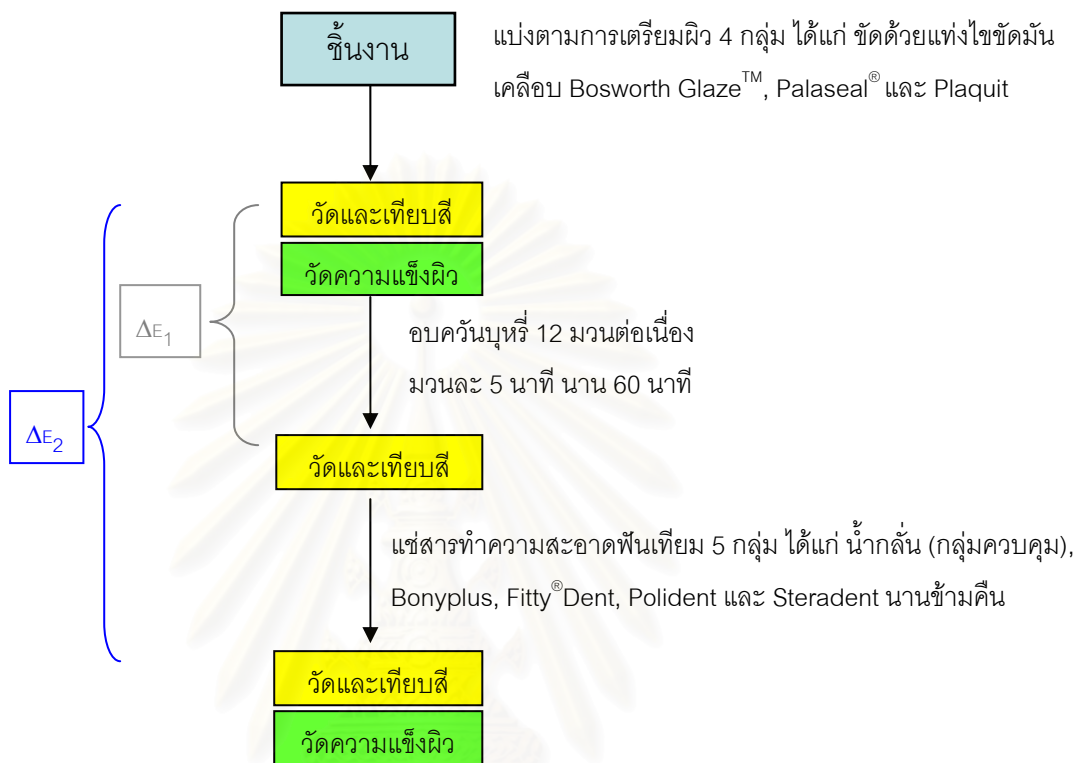 ชิ้นงาน
แบ่งตามการเตรียมผิว 4 กลุ่ม ได้แก่ ขัดด้วยแท่งไขขัดมัน
เคลือบ Bosworth Glaze™, Palaseal® และ Plaquit
วัดและเทียบสี
วัดความแข็งผิว
ΔE₁
อบควันบุหรี่ 12 มวนต่อเนื่อง
มวนละ 5 นาที นาน 60 นาที
ΔE₂
วัดและเทียบสี
แช่สารทำความสะอาดฟันเทียม 5 กลุ่ม ได้แก่ น้ำกลั่น (กลุ่มควบคุม),
Bonyplus, Fitty®Dent, Polident และ Steradent นานข้ามคืน
วัดและเทียบสี
วัดความแข็งผิว